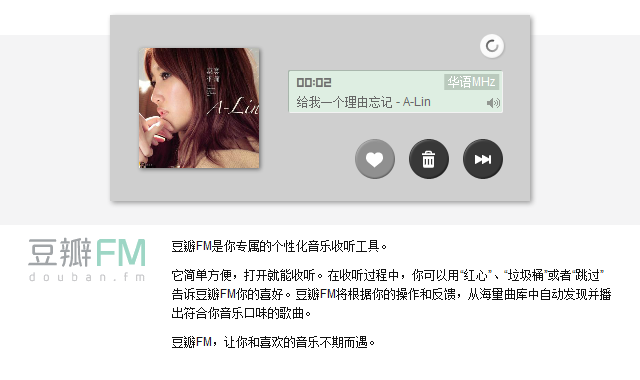 00:02
华语MHz
给我一个理由忘记 - A-Lin
A-Lin
豆瓣FM
douban.fm
豆瓣FM是你专属的个性化音乐收听工具。
它简单方便，打开就能收听。在收听过程中，你可以用“红心”、“垃圾桶”或者“跳过”
告诉豆瓣FM你的喜好。豆瓣FM将根据你的操作和反馈，从海量曲库中自动发现并播
出符合你音乐口味的歌曲。
豆瓣FM，让你和喜欢的音乐不期而遇。